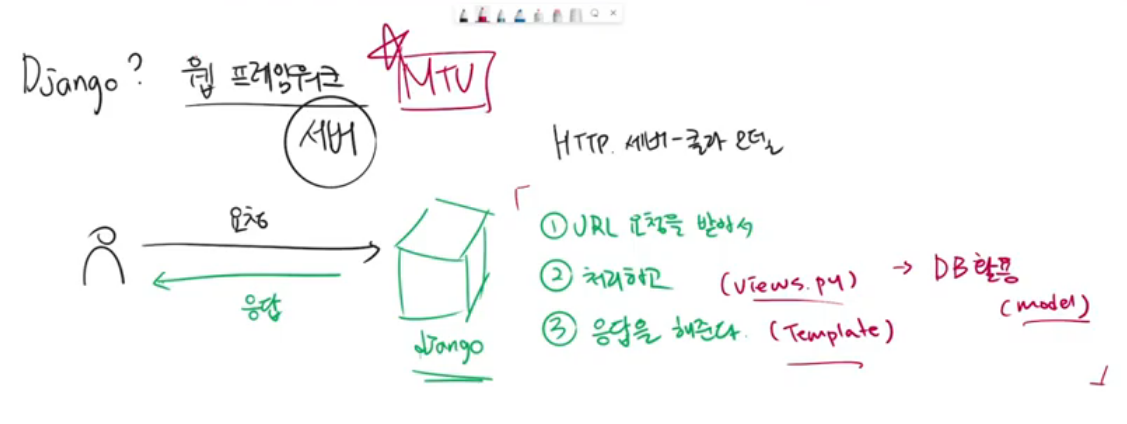 Django? 웹 프레임워크 MTV
서버
HTTP. 서버-클라 모델
요청
응답
django
① URL 요청을 받아서
② 처리하고 (views.py) → DB 활용
(model)
③ 응답을 해준다. (Template)